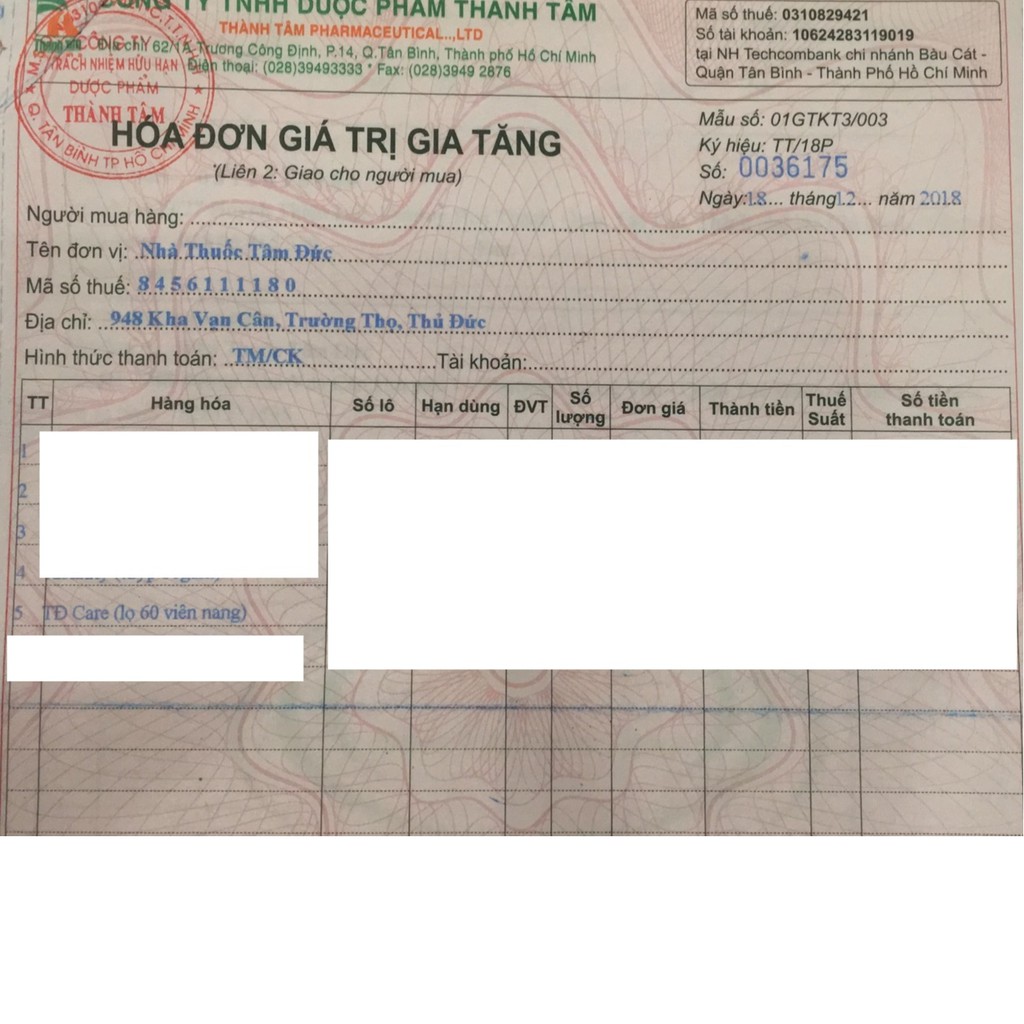 CÔNG TY TNHH DƯỢC PHẨM THÀNH TÂM
THÀNH TÂM PHARMACEUTICAL.,.LTD
Địa chỉ: 62/1A Trương Công Định, P.14, Q.Tân Bình, Thành phố Hồ Chí Minh
Điện thoại: (028)39493333 * Fax: (028)3949 2876
Mã số thuế: 0310829421
Số tài khoản: 10624283119019
tại NH Techcombank chi nhánh Bàu Cát -
Quận Tân Bình - Thành Phố Hồ Chí Minh
CÔNG TY
TRÁCH NHIỆM HỮU HẠN
DƯỢC PHẨM
THÀNH TÂM
Q. TÂN BÌNH TP HỒ CHÍ MINH
HÓA ĐƠN GIÁ TRỊ GIA TĂNG
(Liên 2: Giao cho người mua)
Mẫu số: 01GTKT3/003
Ký hiệu: TT/18P
Số: 0036175
Ngày:18... tháng12... năm 2018
Người mua hàng:
Tên đơn vị: Nhà Thuốc Tâm Đức
Mã số thuế: 8456111180
Địa chỉ: 948 Kha Vạn Cân, Trường Thọ, Thủ Đức
Hình thức thanh toán: TM/CK Tài khoản:
TT Hàng hóa Số lô Hạn dùng ĐVT Số lượng Đơn giá Thành tiền Thuế Suất Số tiền thanh toán
1
2
3
4
5 TĐ Care (lọ 60 viên nang)